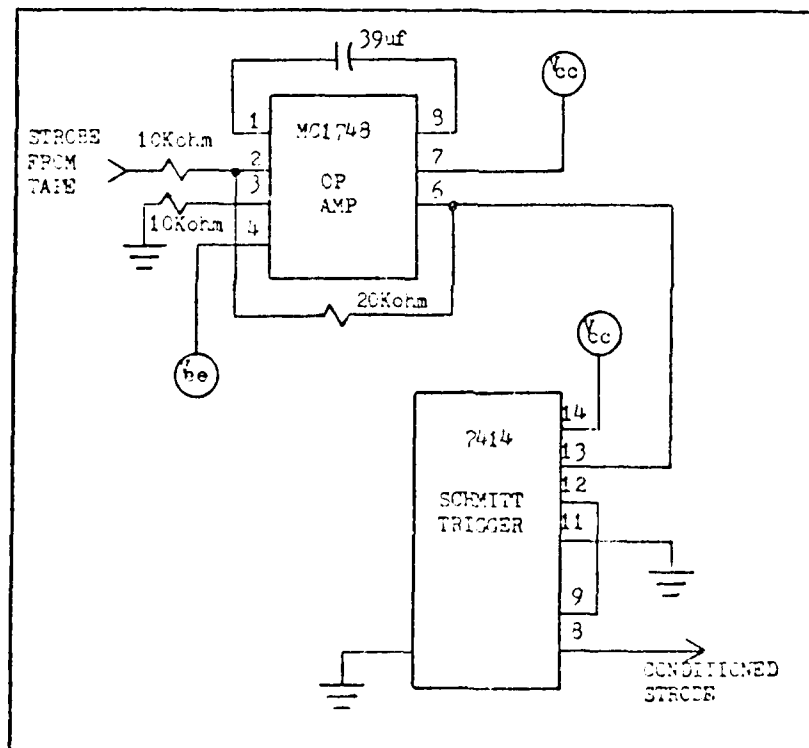 39uf
Vcc
1
MC1748
8
STROBE
FROM
TAPE
10Kohm
2
7
3
OP
AMP
6
10Kohm
4
20Kohm
Vee
Vcc
14
7414
13
12
SCHMITT
TRIGGER
11
9
8
CONDITIONED
STROBE